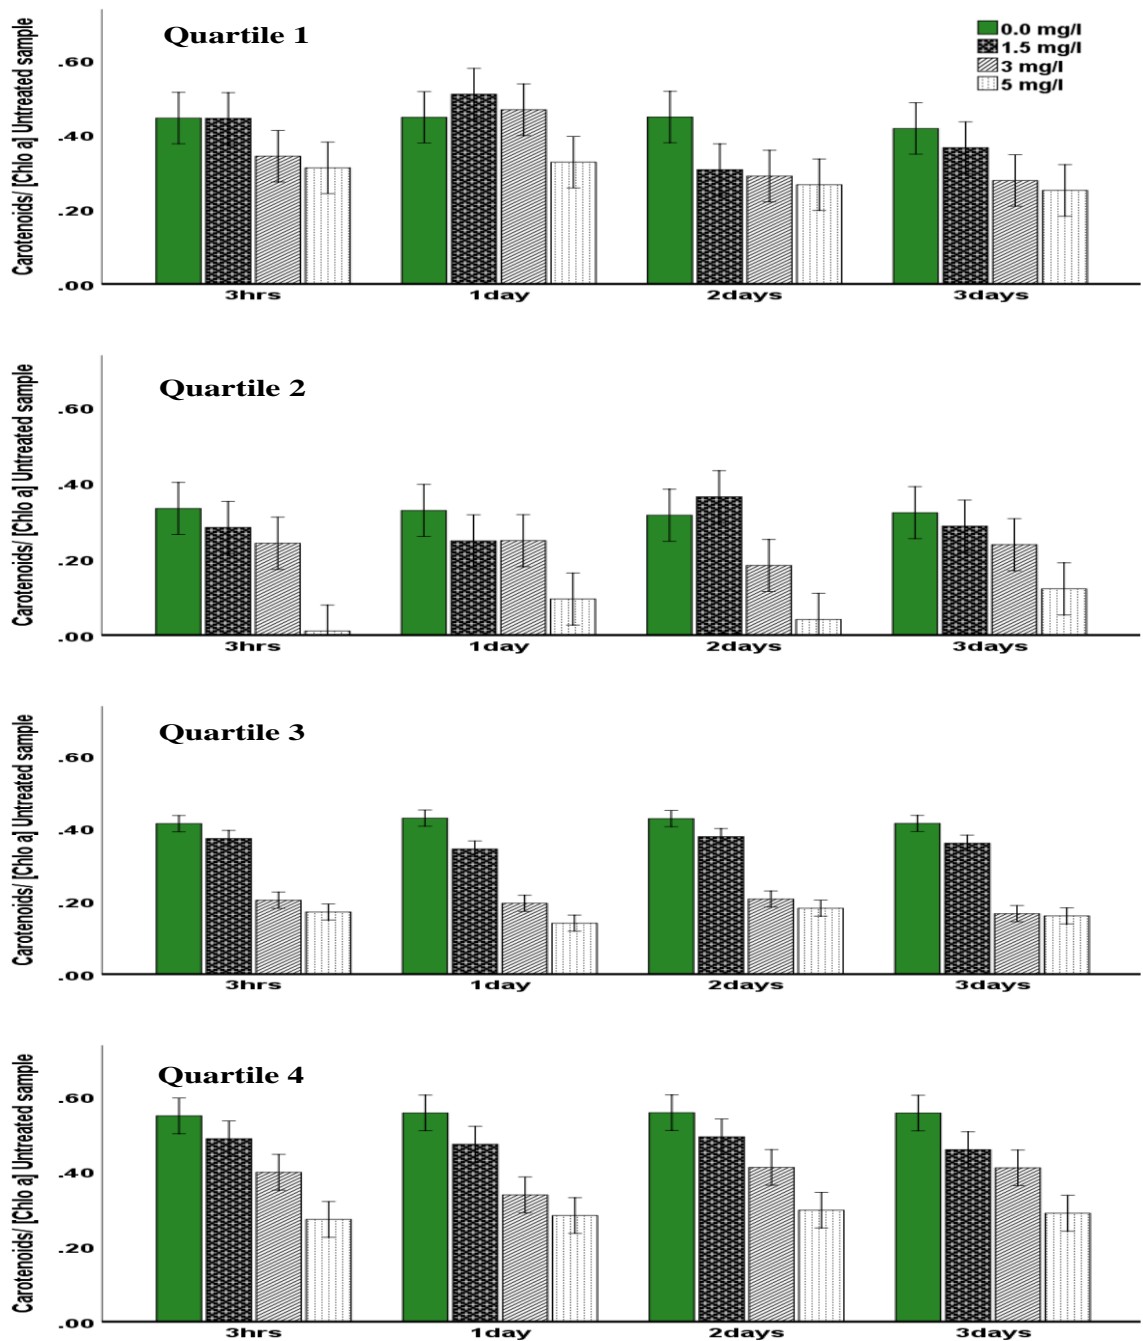 Quartile 1
0.0 mg/l
1.5 mg/l
3 mg/l
5 mg/l
Carotenoids/ [Chlo a] Untreated sample
.60
.40
.20
.00
3hrs 1day 2days 3days
Quartile 2
Carotenoids/ [Chlo a] Untreated sample
.60
.40
.20
.00
3hrs 1day 2days 3days
Quartile 3
Carotenoids/ [Chlo a] Untreated sample
.60
.40
.20
.00
3hrs 1day 2days 3days
Quartile 4
Carotenoids/ [Chlo a] Untreated sample
.60
.40
.20
.00
3hrs 1day 2days 3days